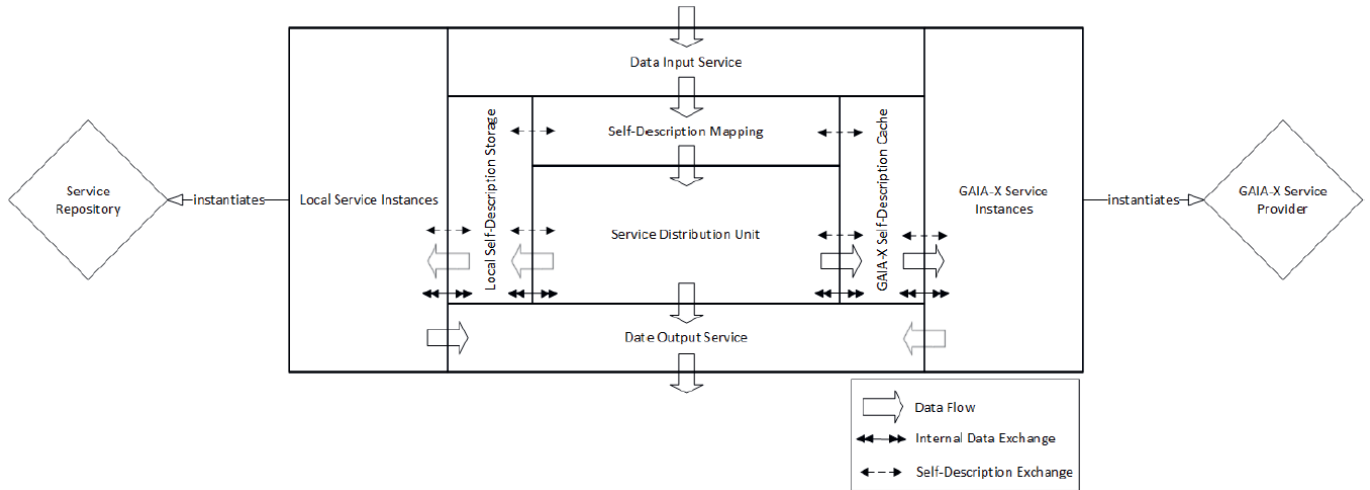 Data Input Service
Self-Description Mapping
Local Self-Description Storage
GAIA-X Self-Description Cache
Service
Repository
instantiates
Local Service Instances
Service Distribution Unit
GAIA-X Service
Instances
instantiates
GAIA-X Service
Provider
Date Output Service
Data Flow
Internal Data Exchange
Self-Description Exchange